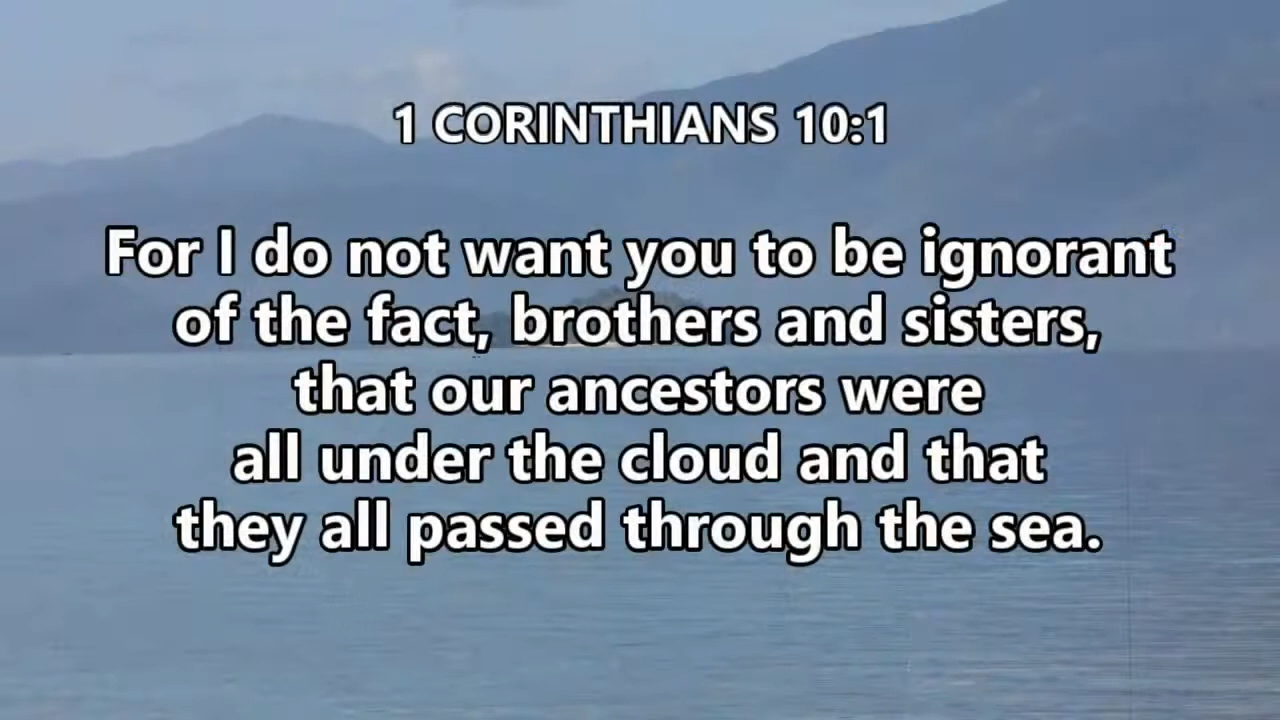 1 CORINTHIANS 10:1
For I do not want you to be ignorant
of the fact, brothers and sisters,
that our ancestors were
all under the cloud and that
they all passed through the sea.